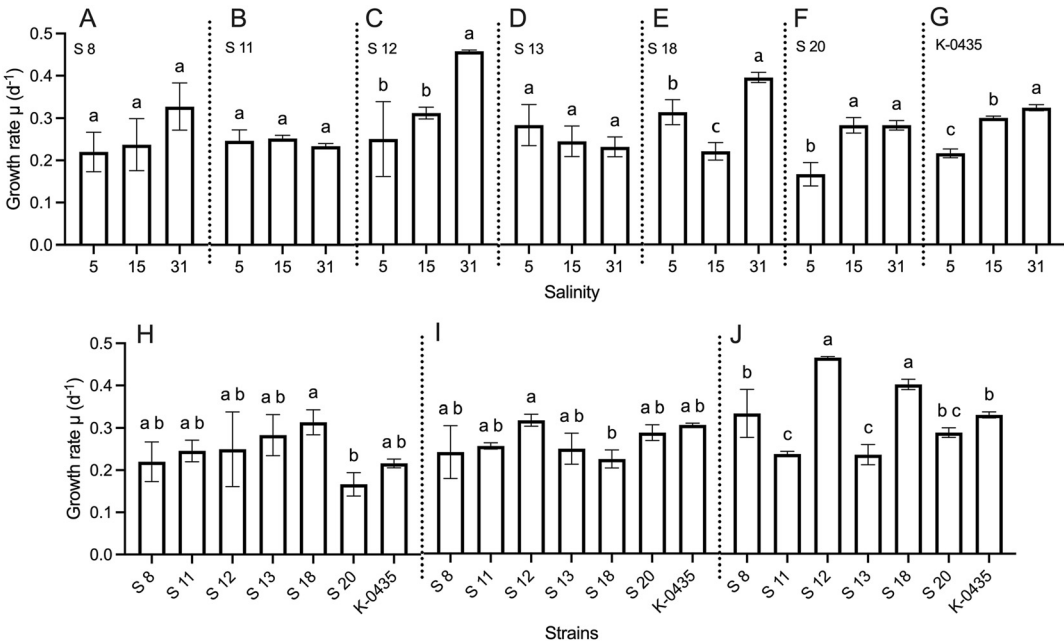 A B C D E F G
S 8 S 11 S 12 S 13 S 18 S 20 K-0435
Growth rate µ (d-1)
0.5
0.4
0.3
0.2
0.1
0.0
a a a a a a b b a a a a b c a b a a c b a
5 15 31 5 15 31 5 15 31 5 15 31 5 15 31 5 15 31 5 15 31
Salinity
H I J
Growth rate µ (d-1)
0.5
0.4
0.3
0.2
0.1
0.0
a b a b a b a b a b a b a b a b a a b b a b a b b c a c a b c b
S 8 S 11 S 12 S 13 S 18 S 20 K-0435 S 8 S 11 S 12 S 13 S 18 S 20 K-0435 S 8 S 11 S 12 S 13 S 18 S 20 K-0435
Strains